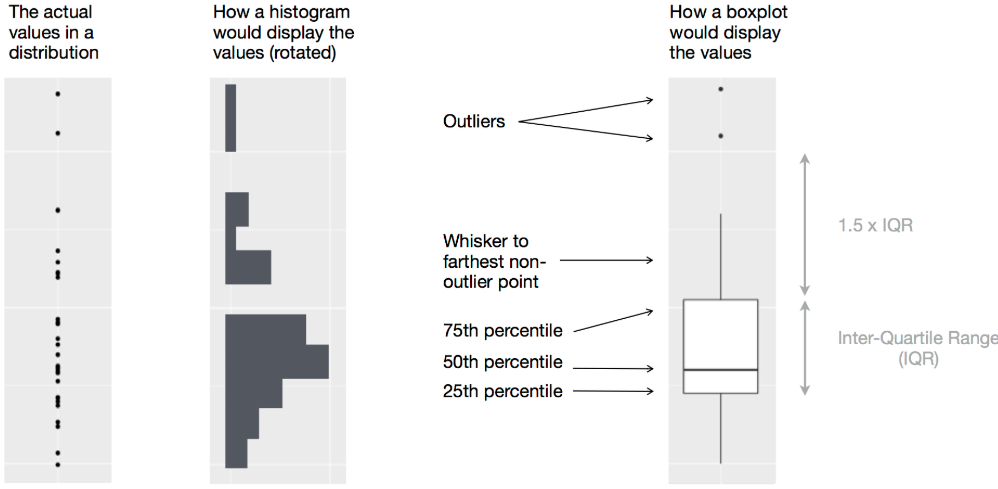 The actual
values in a
distribution
How a histogram
would display the
values (rotated)
How a boxplot
would display
the values
Outliers
1.5 x IQR
Whisker to
farthest non-
outlier point
75th percentile
Inter-Quartile Range
(IQR)
50th percentile
25th percentile